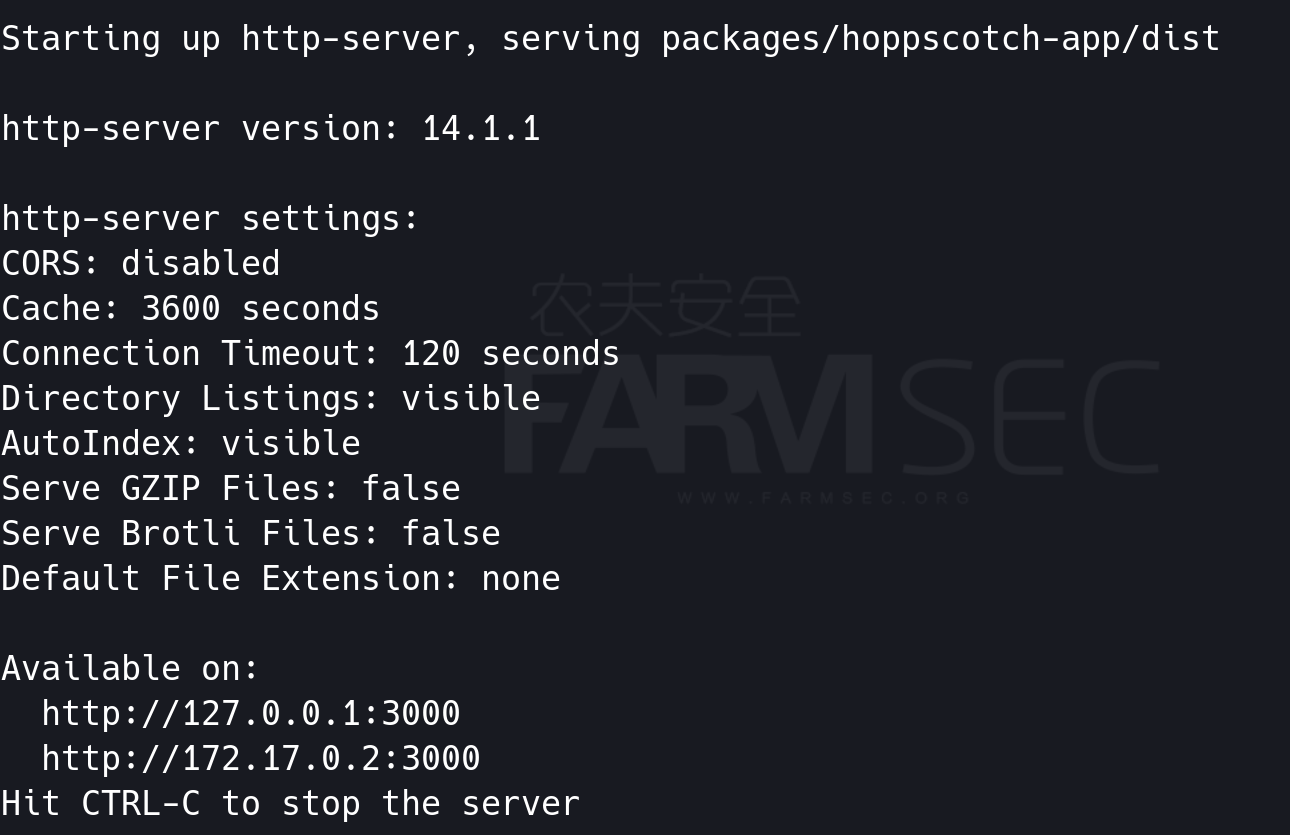 Starting up http-server, serving packages/hoppscotch-app/dist
http-server version: 14.1.1
http-server settings:
CORS: disabled
Cache: 3600 seconds
Connection Timeout: 120 seconds
Directory Listings: visible
AutoIndex: visible
Serve GZIP Files: false
Serve Brotli Files: false
Default File Extension: none
Available on:
  http://127.0.0.1:3000
  http://172.17.0.2:3000
Hit CTRL-C to stop the server
农夫安全
FARMSEC
WWW.FARMSEC.ORG